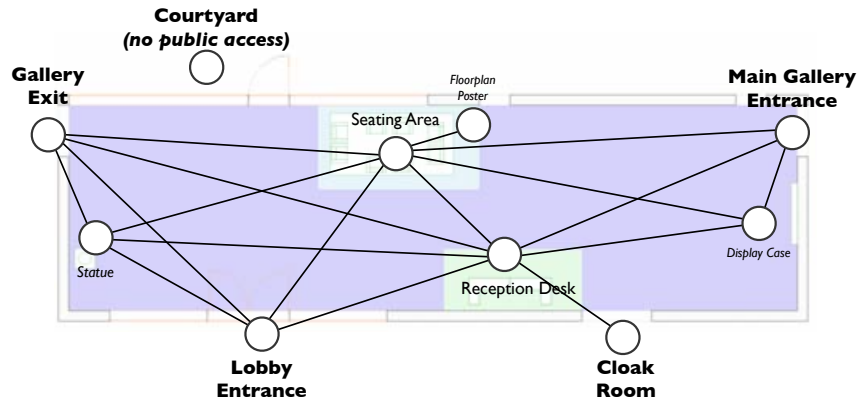 Courtyard
(no public access)
Gallery
Exit
Floorplan
Poster
Main Gallery
Entrance
Seating Area
Statue
Display Case
Reception Desk
Lobby
Entrance
Cloak
Room